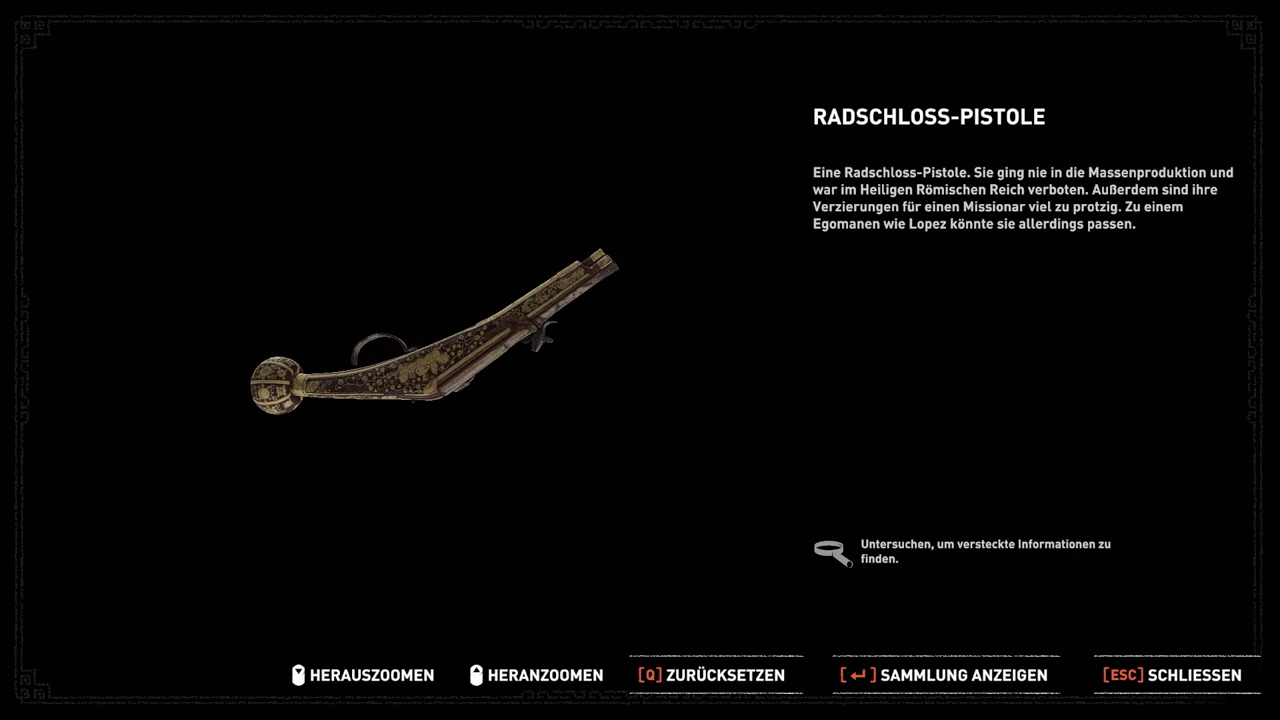 RADSCHLOSS-PISTOLE
Eine Radschloss-Pistole. Sie ging nie in die Massenproduktion und
war im Heiligen Römischen Reich verboten. Außerdem sind ihre
Verzierungen für einen Missionar viel zu protzig. Zu einem
Egomanen wie Lopez könnte sie allerdings passen.
Untersuchen, um versteckte Informationen zu
finden.
HERAUSZOOMEN HERANZOOMEN [Q] ZURÜCKSETZEN [↵] SAMMLUNG ANZEIGEN [ESC] SCHLIESSEN